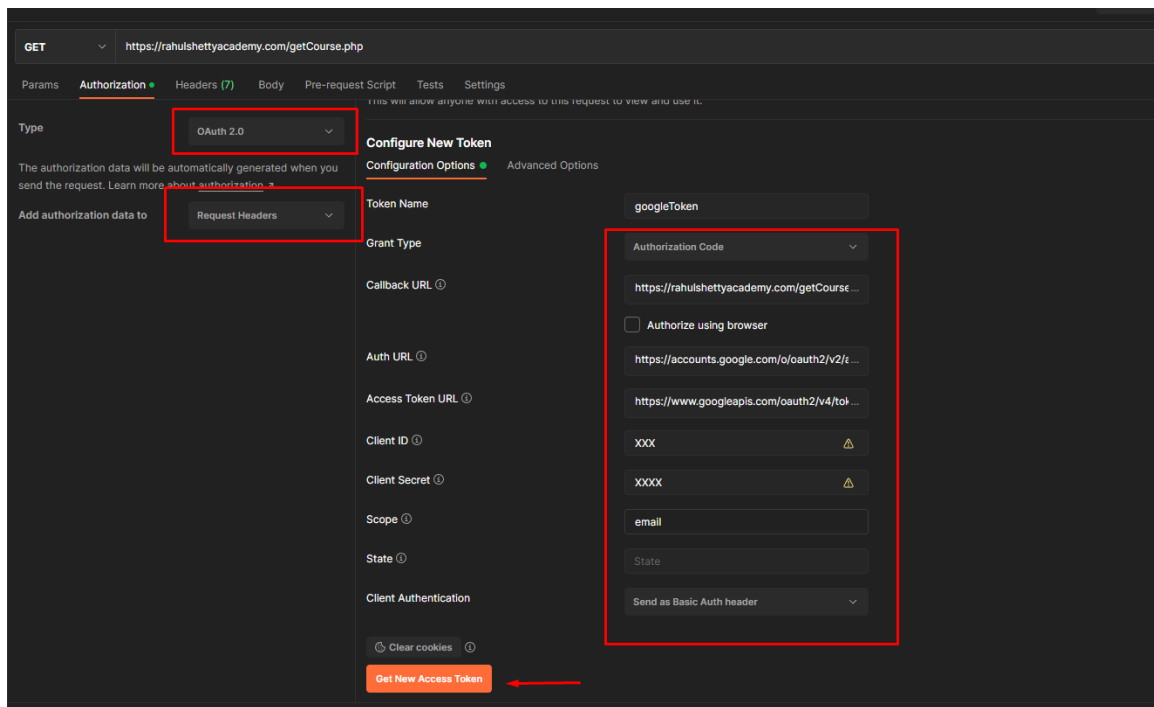 GET https://rahulshettyacademy.com/getCourse.php
Params Authorization Headers (7) Body Pre-request Script Tests Settings
This will allow anyone with access to this request to view and use it.
Type OAuth 2.0
The authorization data will be automatically generated when you
send the request. Learn more about authorization
Add authorization data to Request Headers
Configure New Token
Configuration Options Advanced Options
Token Name googleToken
Grant Type Authorization Code
Callback URL https://rahulshettyacademy.com/getCourse...
Authorize using browser
Auth URL https://accounts.google.com/o/oauth2/v2/a...
Access Token URL https://www.googleapis.com/oauth2/v4/tok...
Client ID XXX
Client Secret XXXX
Scope email
State State
Client Authentication Send as Basic Auth header
Clear cookies
Get New Access Token